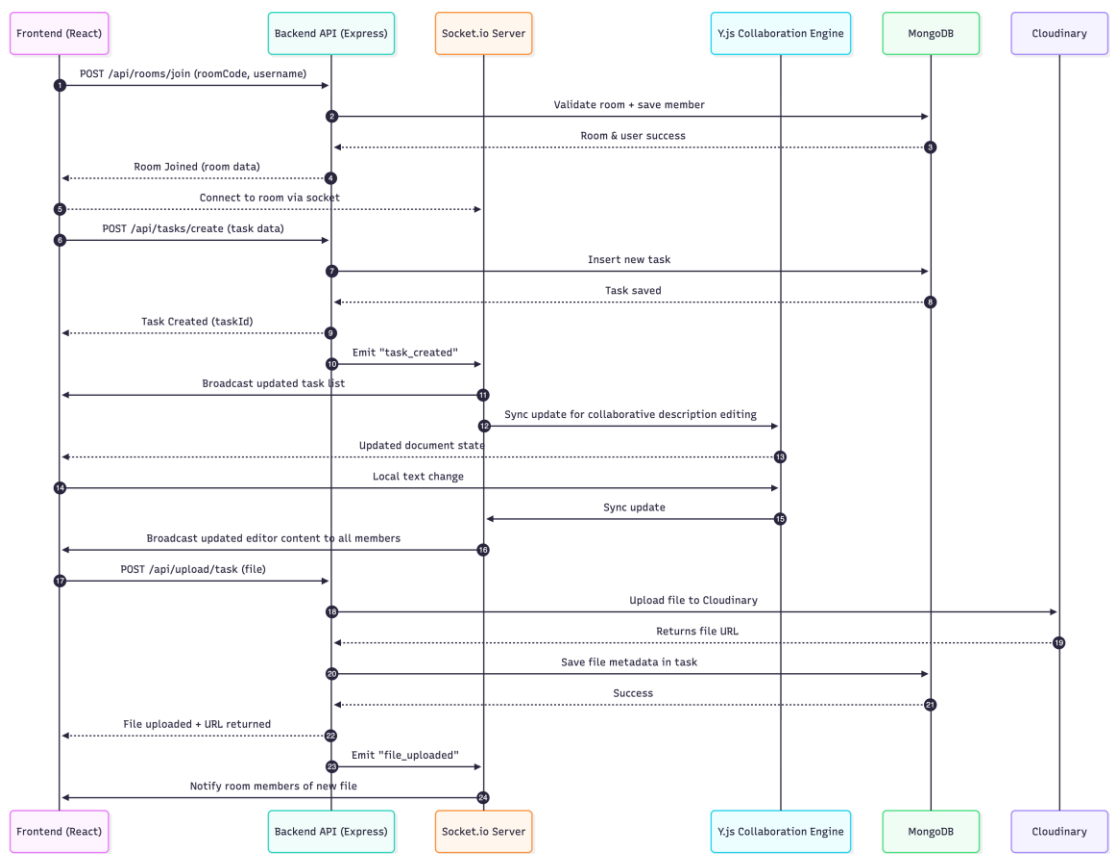 Frontend (React)
Backend API (Express)
Socket.io Server
Y.js Collaboration Engine
MongoDB
Cloudinary
POST /api/rooms/join (roomCode, username)
1
Validate room + save member
2
Room & user success
3
Room Joined (room data)
4
Connect to room via socket
5
POST /api/tasks/create (task data)
6
Insert new task
7
Task saved
8
Task Created (taskId)
9
Emit "task_created"
10
Broadcast updated task list
11
Sync update for collaborative description editing
12
Updated document state
13
Local text change
14
Sync update
15
Broadcast updated editor content to all members
16
POST /api/upload/task (file)
17
Upload file to Cloudinary
18
Returns file URL
19
Save file metadata in task
20
Success
21
File uploaded + URL returned
22
Emit "file_uploaded"
23
Notify room members of new file
24
Frontend (React)
Backend API (Express)
Socket.io Server
Y.js Collaboration Engine
MongoDB
Cloudinary